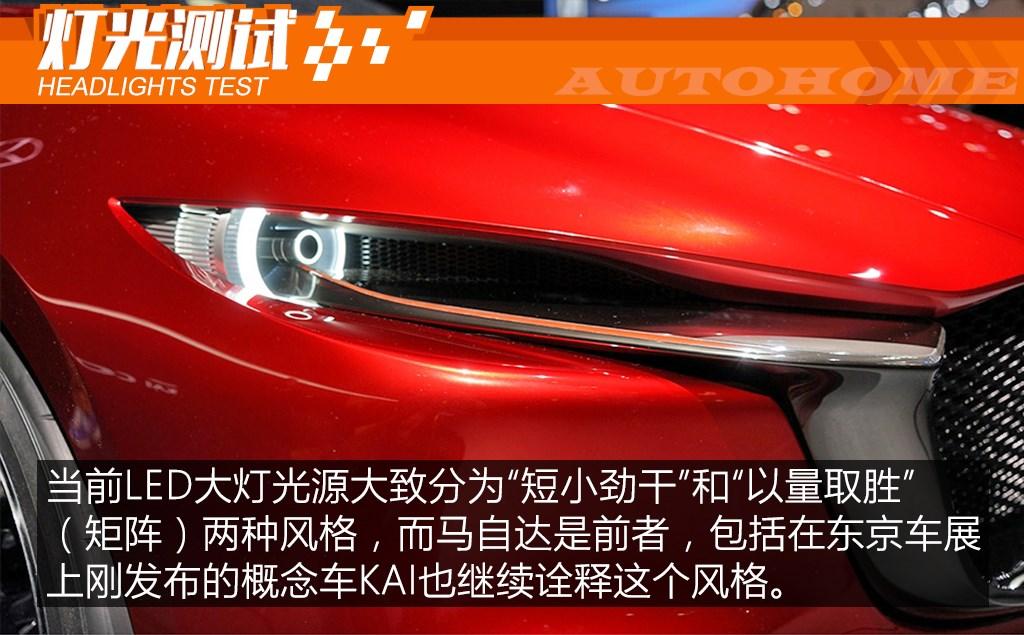 灯光测试
HEADLIGHTS TEST
AUTOHOME
当前LED大灯光源大致分为“短小劲干”和“以量取胜”
（矩阵）两种风格，而马自达是前者，包括在东京车展
上刚发布的概念车KAI也继续诠释这个风格。